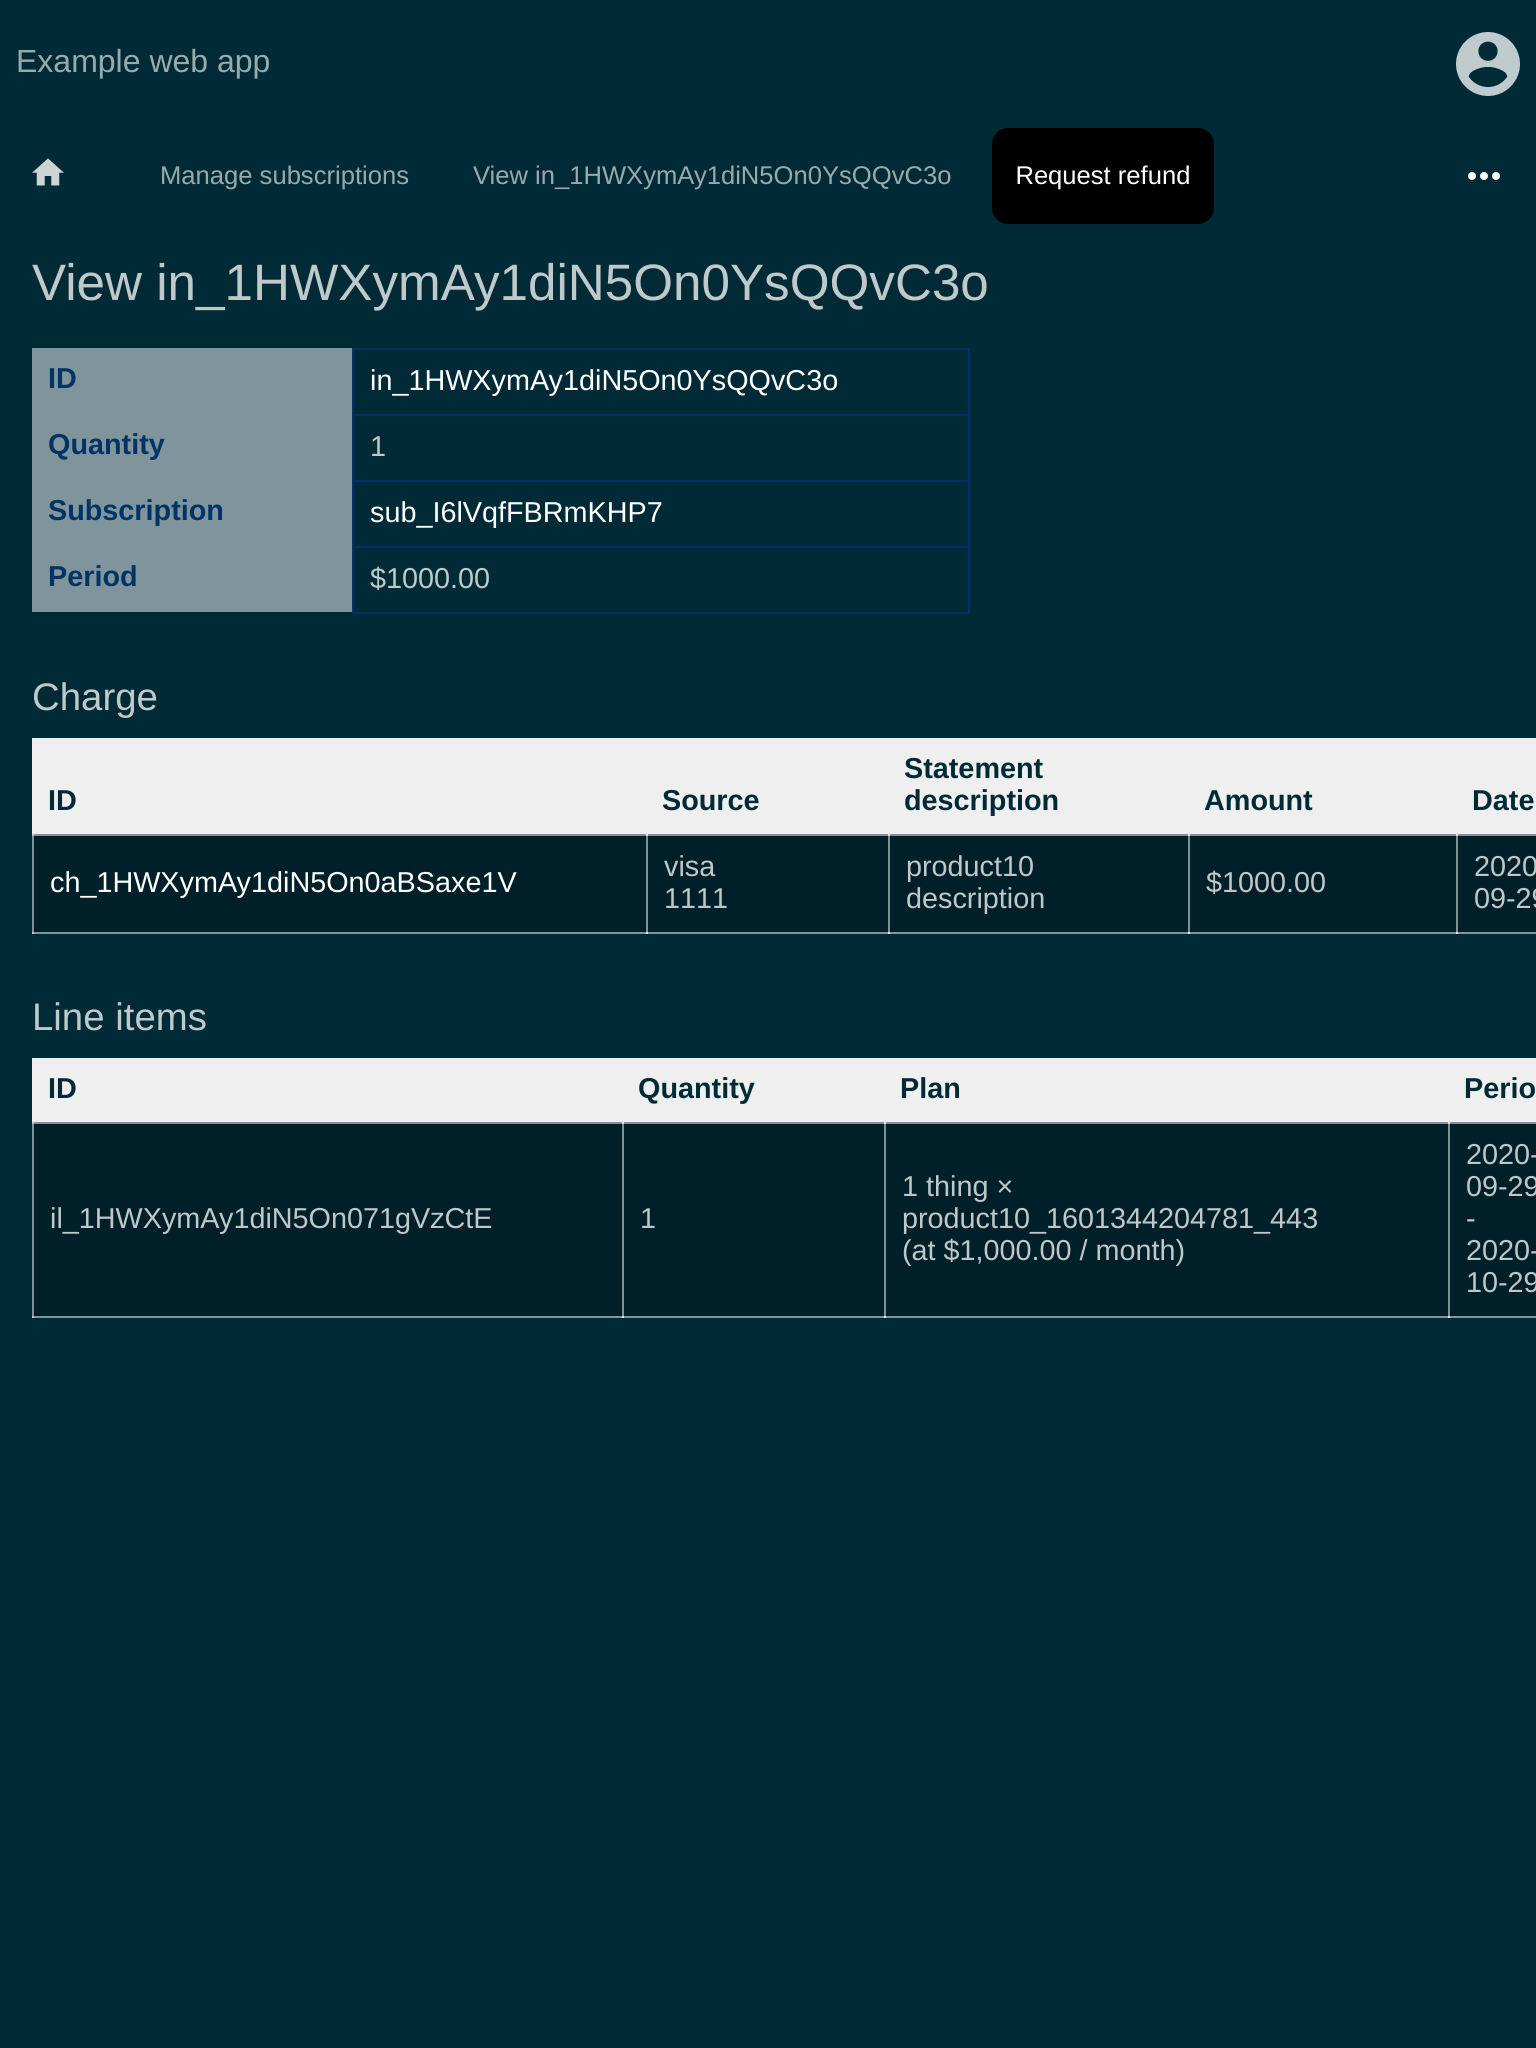 Example web app
Manage subscriptions View in_1HWXymAy1diN5On0YsQQvC3o Request refund
View in_1HWXymAy1diN5On0YsQQvC3o
ID in_1HWXymAy1diN5On0YsQQvC3o
Quantity 1
Subscription sub_I6lVqfFBRmKHP7
Period $1000.00
Charge
ID Source Statement description Amount Date
ch_1HWXymAy1diN5On0aBSaxe1V visa 1111 product10 description $1000.00 2020 09-29
Line items
ID Quantity Plan Perio
il_1HWXymAy1diN5On071gVzCtE 1 1 thing × product10_1601344204781_443 (at $1,000.00 / month) 2020- 09-29 - 2020- 10-29